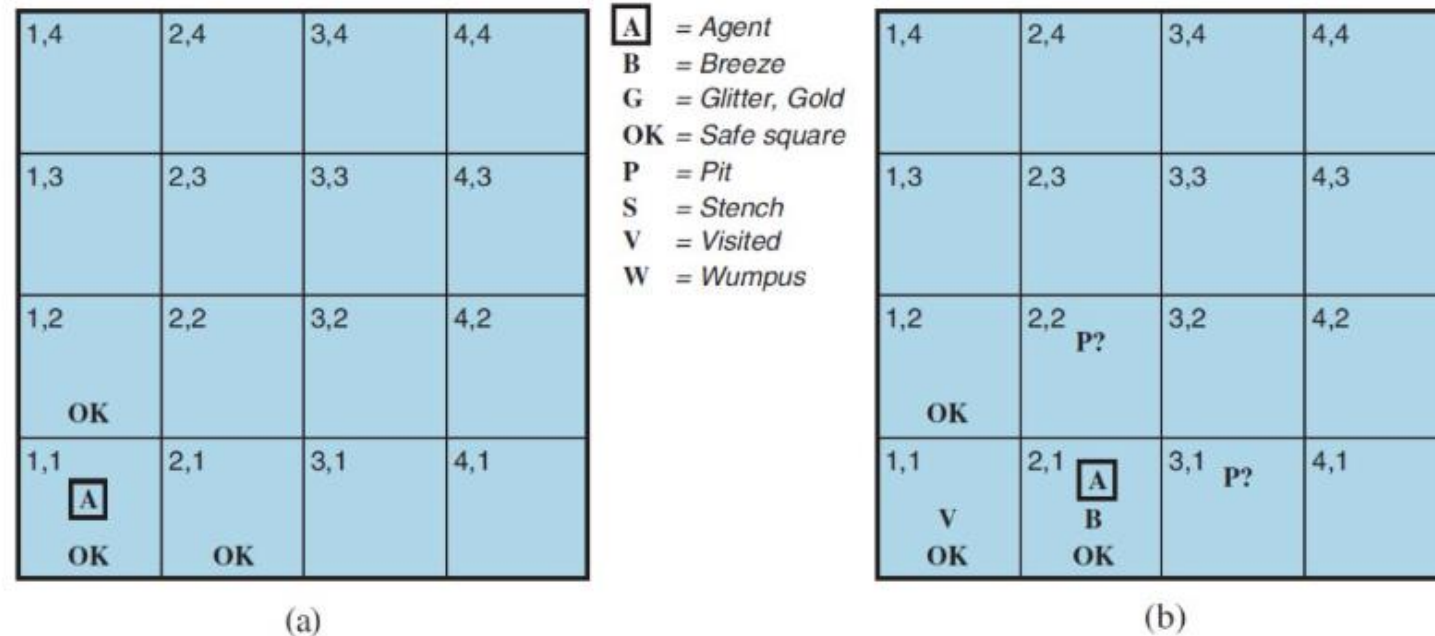 1,4 2,4 3,4 4,4
1,3 2,3 3,3 4,3
1,2 2,2 3,2 4,2
OK
1,1 2,1 3,1 4,1
A
OK OK
(a)
A = Agent
B = Breeze
G = Glitter, Gold
OK = Safe square
P = Pit
S = Stench
V = Visited
W = Wumpus
1,4 2,4 3,4 4,4
1,3 2,3 3,3 4,3
1,2 2,2 3,2 4,2
P?
OK
1,1 2,1 3,1 4,1
A P?
V B
OK OK
(b)